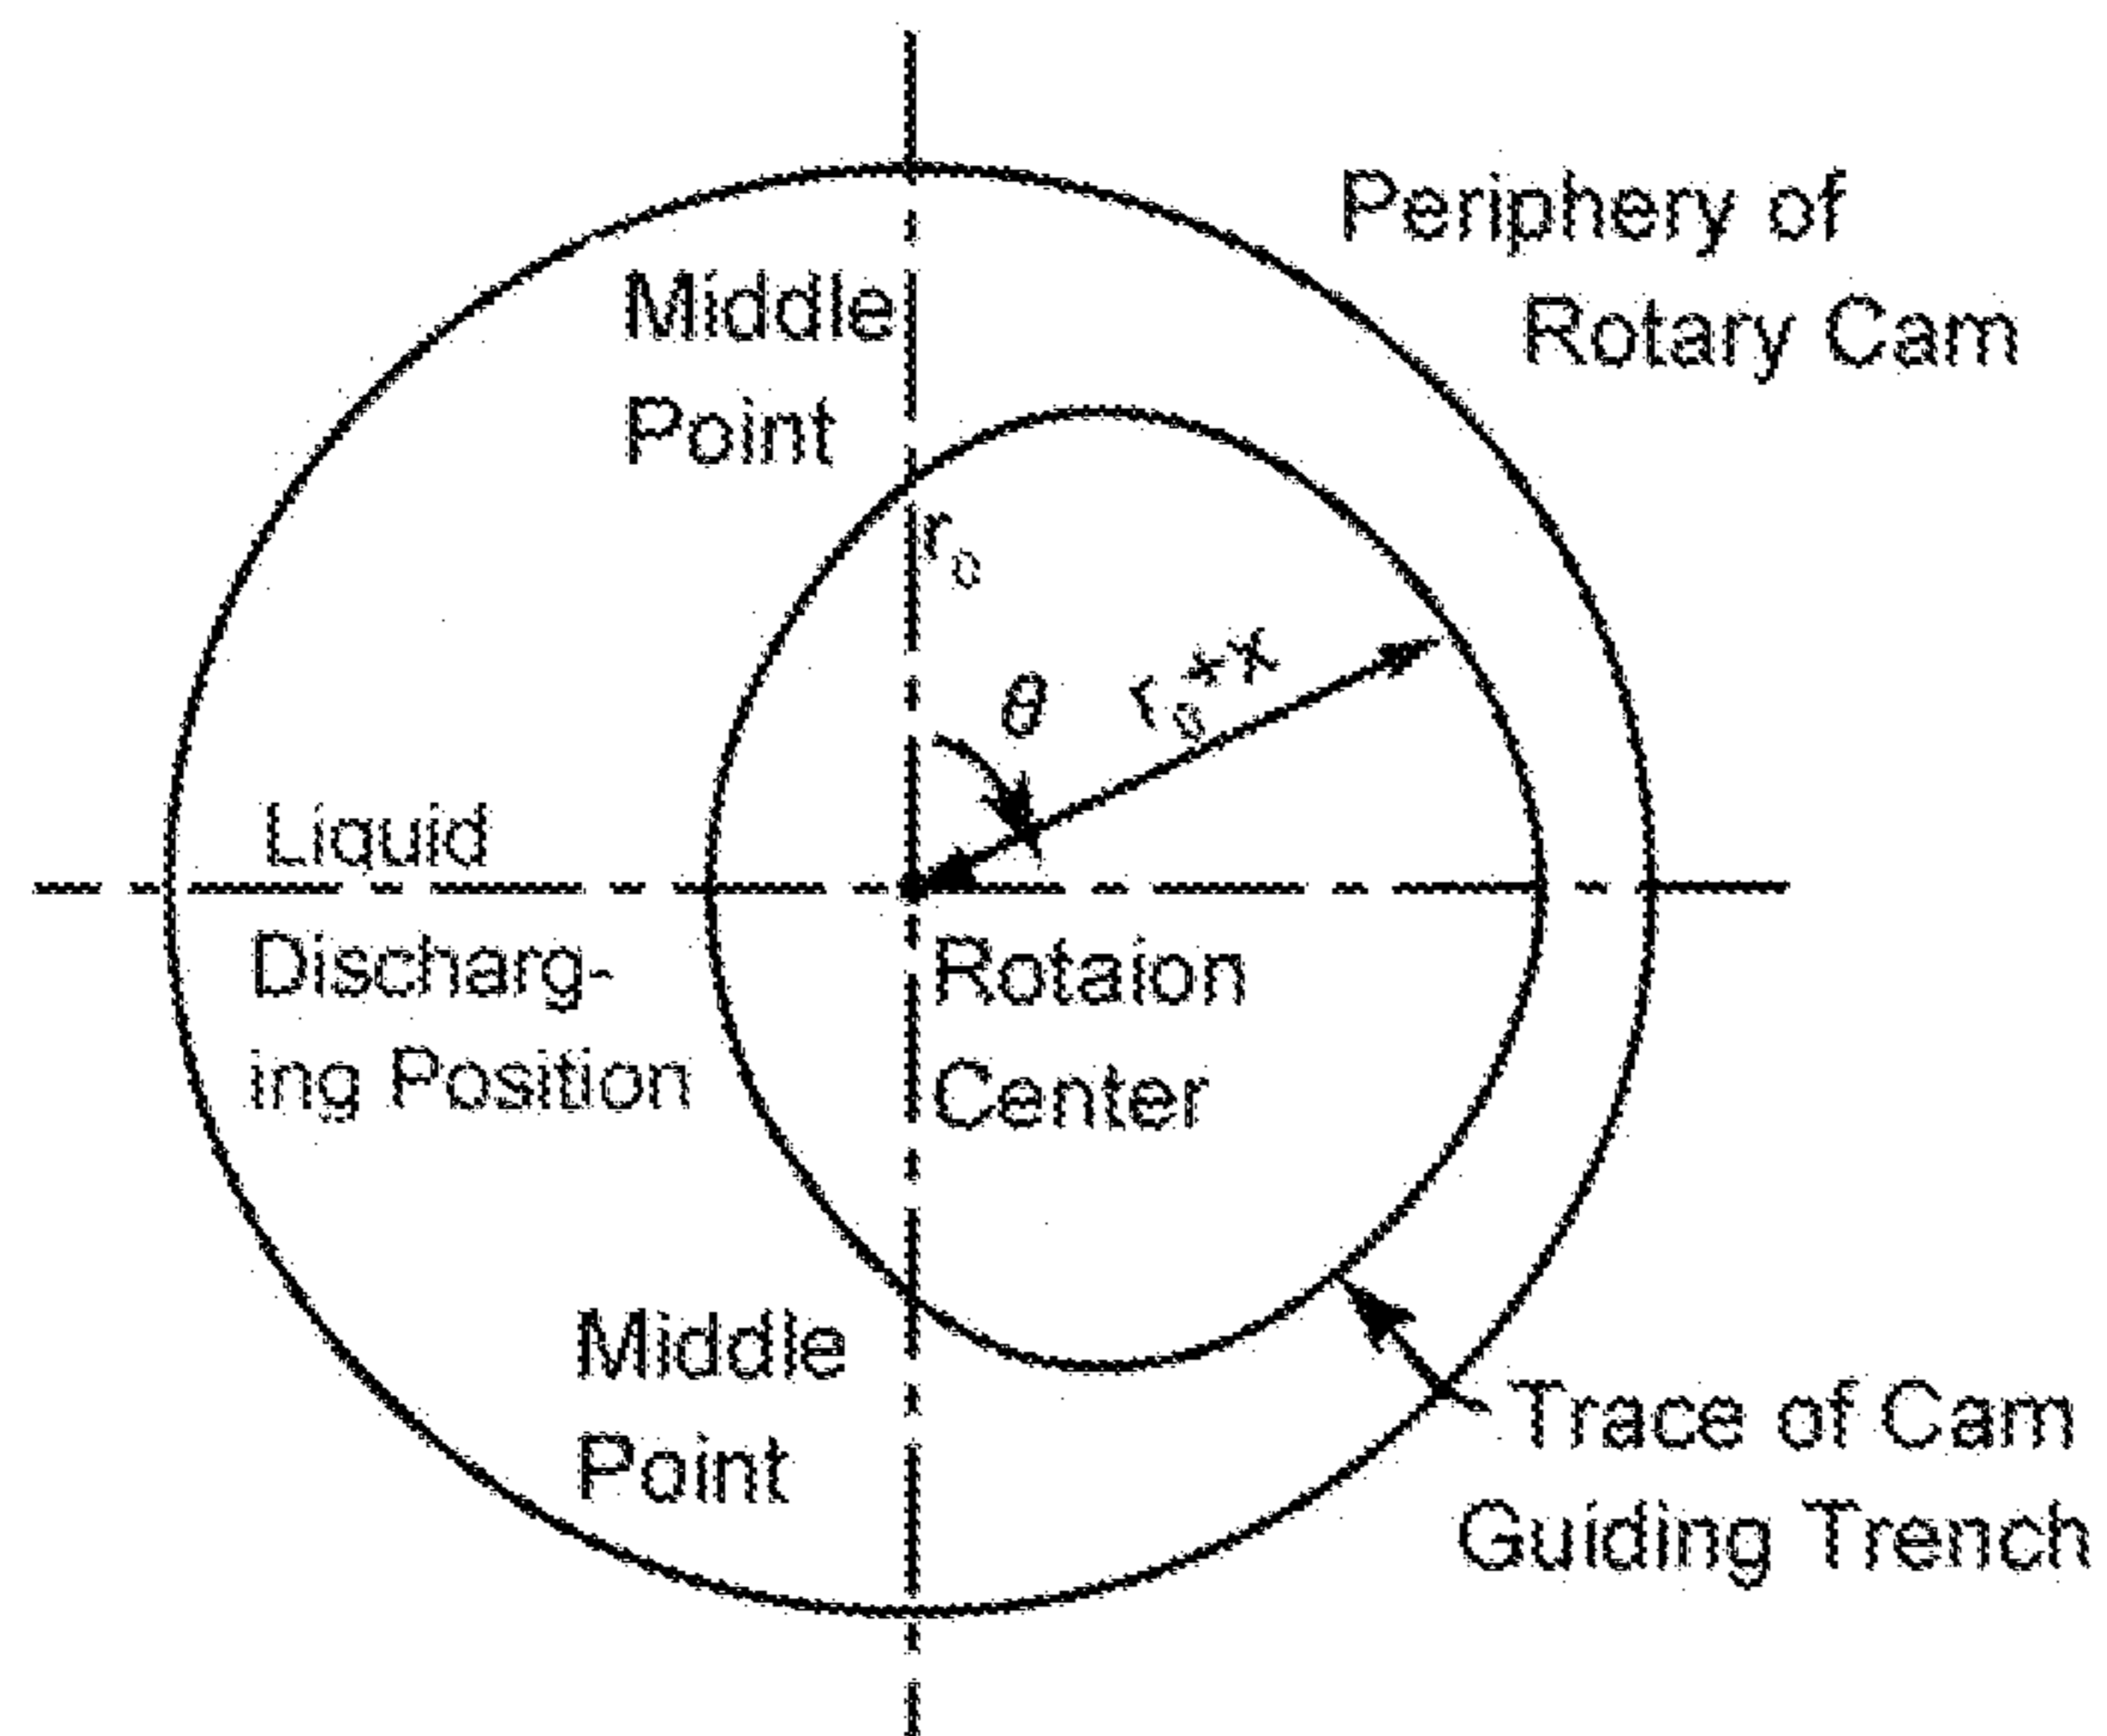 Periphery of
Rotary Cam
Middle
Point
r₀
θ
r₀+x
Liquid
Discharg-
ing Position
Rotaion
Center
Middle
Point
Trace of Cam
Guiding Trench